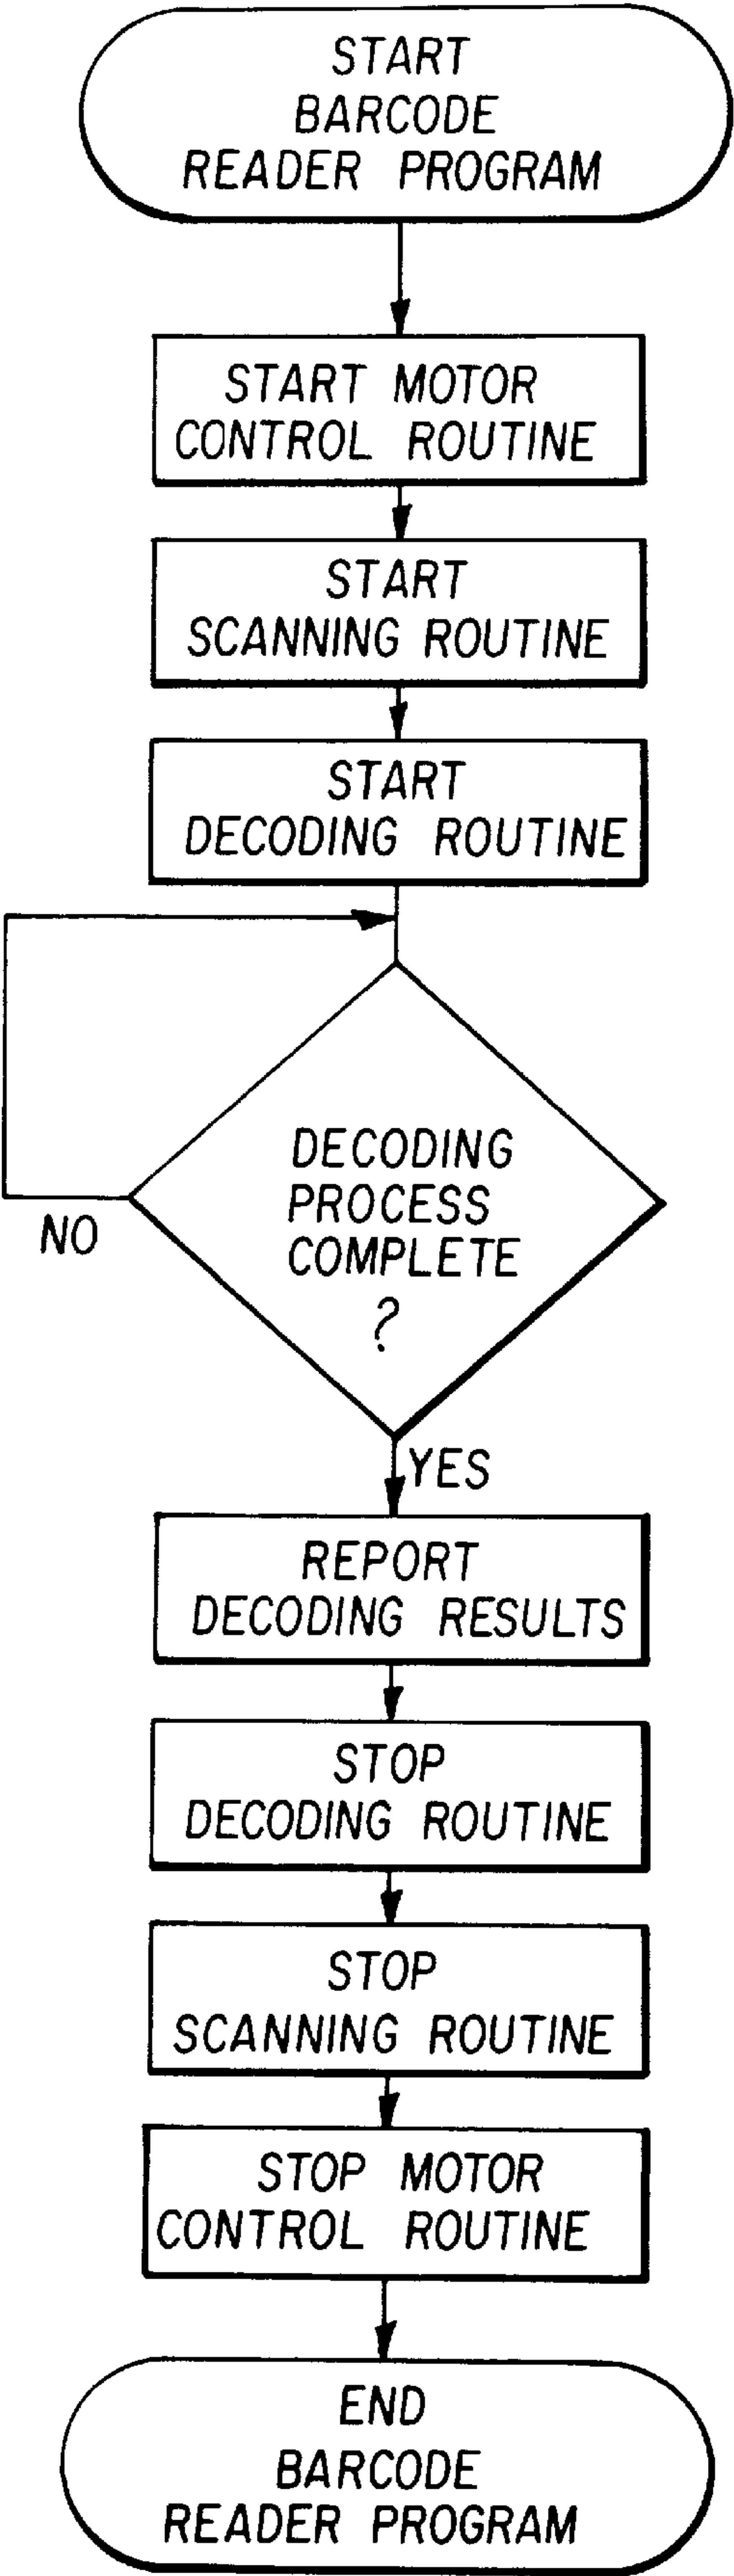 START
BARCODE
READER PROGRAM
START MOTOR
CONTROL ROUTINE
START
SCANNING ROUTINE
START
DECODING ROUTINE
DECODING
PROCESS
COMPLETE
?
NO
YES
REPORT
DECODING RESULTS
STOP
DECODING ROUTINE
STOP
SCANNING ROUTINE
STOP MOTOR
CONTROL ROUTINE
END
BARCODE
READER PROGRAM